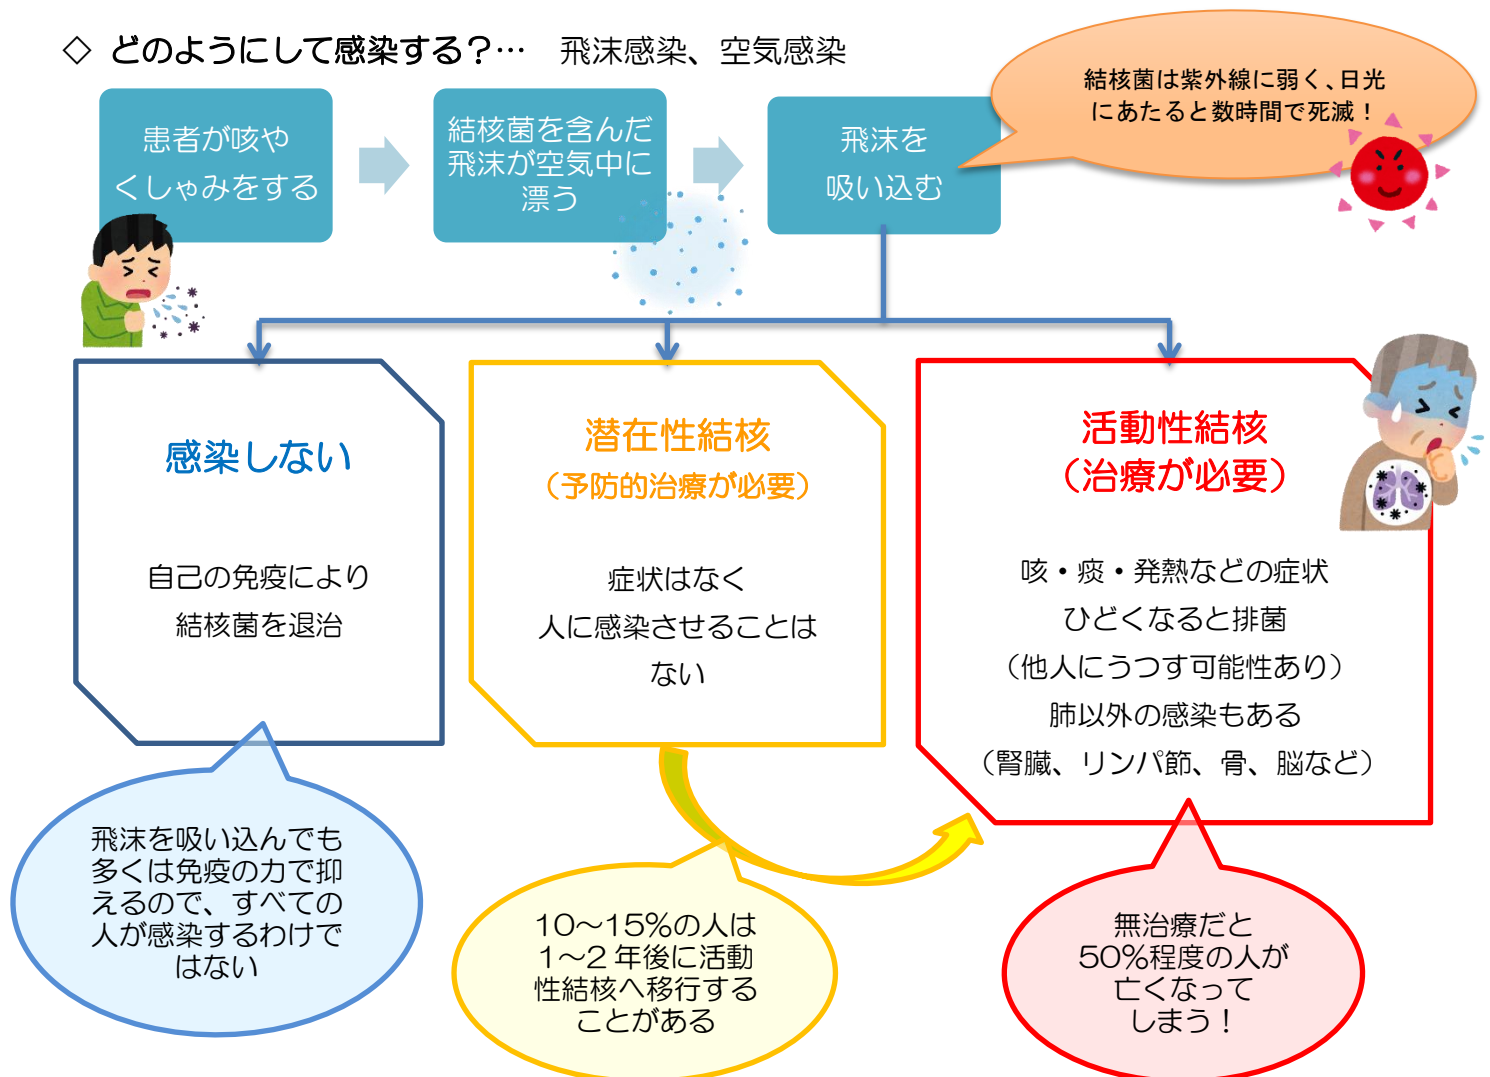 ◇ どのようにして感染する？… 飛沫感染、空気感染
結核菌は紫外線に弱く、日光
にあたると数時間で死滅！
患者が咳や
くしゃみをする
結核菌を含んだ
飛沫が空気中に
漂う
飛沫を
吸い込む
感染しない
自己の免疫により
結核菌を退治
潜在性結核
（予防的治療が必要）
症状はなく
人に感染させることは
ない
活動性結核
（治療が必要）
咳・痰・発熱などの症状
ひどくなると排菌
（他人にうつす可能性あり）
肺以外の感染もある
（腎臓、リンパ節、骨、脳など）
飛沫を吸い込んでも
多くは免疫の力で抑
えるので、すべての
人が感染するわけで
はない
10～15％の人は
1～2 年後に活動
性結核へ移行する
ことがある
無治療だと
50％程度の人が
亡くなって
しまう！